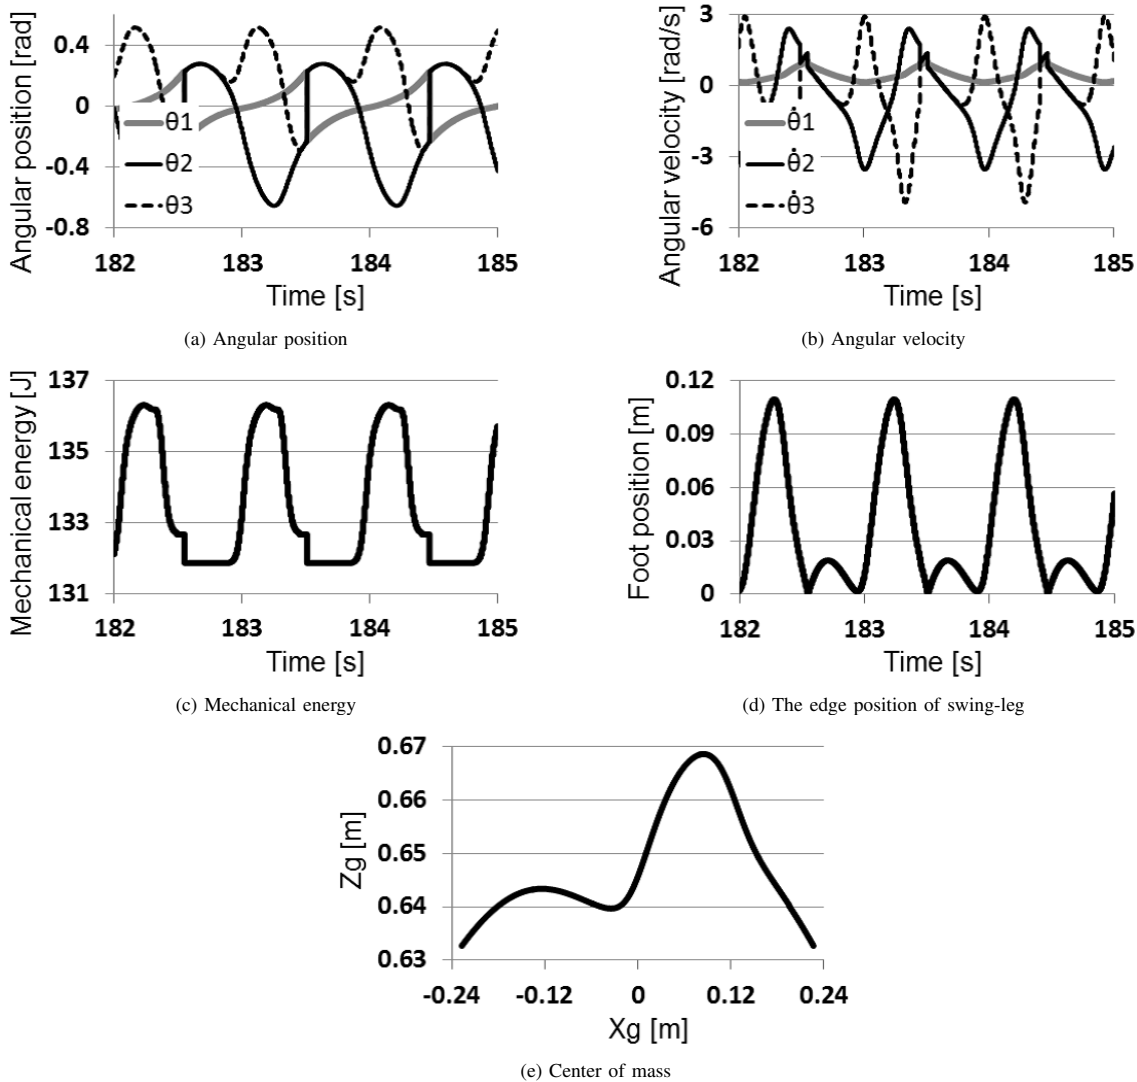 Angular position [rad]
0.4
0
-0.4
-0.8
θ1
θ2
θ3
182 183 184 185
Time [s]
(a) Angular position
Angular velocity [rad/s]
3
0
-3
-6
θ̇1
θ̇2
θ̇3
182 183 184 185
Time [s]
(b) Angular velocity
Mechanical energy [J]
137
135
133
131
182 183 184 185
Time [s]
(c) Mechanical energy
Foot position [m]
0.12
0.09
0.06
0.03
0
182 183 184 185
Time [s]
(d) The edge position of swing-leg
Zg [m]
0.67
0.66
0.65
0.64
0.63
-0.24 -0.12 0 0.12 0.24
Xg [m]
(e) Center of mass